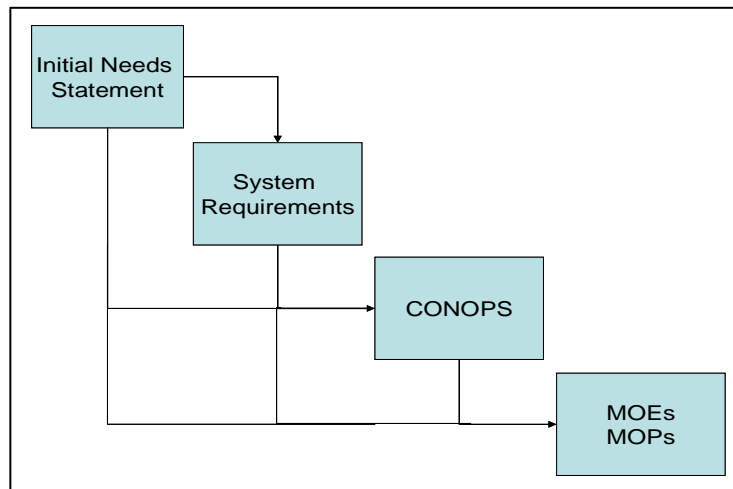 Initial Needs
Statement
System
Requirements
CONOPS
MOEs
MOPs